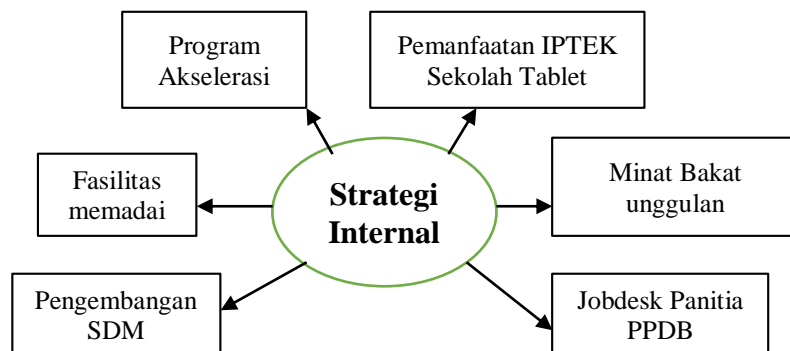 Program
Akselerasi
Pemanfaatan IPTEK
Sekolah Tablet
Fasilitas
memadai
Strategi
Internal
Minat Bakat
unggulan
Pengembangan
SDM
Jobdesk Panitia
PPDB